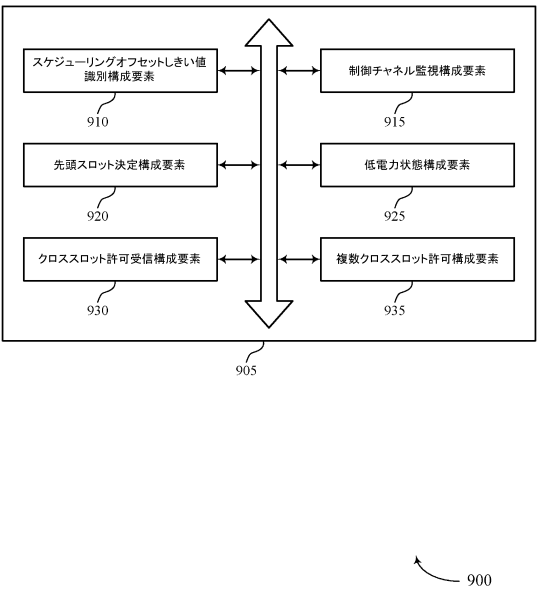 スケジューリングオフセットしきい値
識別構成要素
910
制御チャネル監視構成要素
915
先頭スロット決定構成要素
920
低電力状態構成要素
925
クロススロット許可受信構成要素
930
複数クロススロット許可構成要素
935
905
900